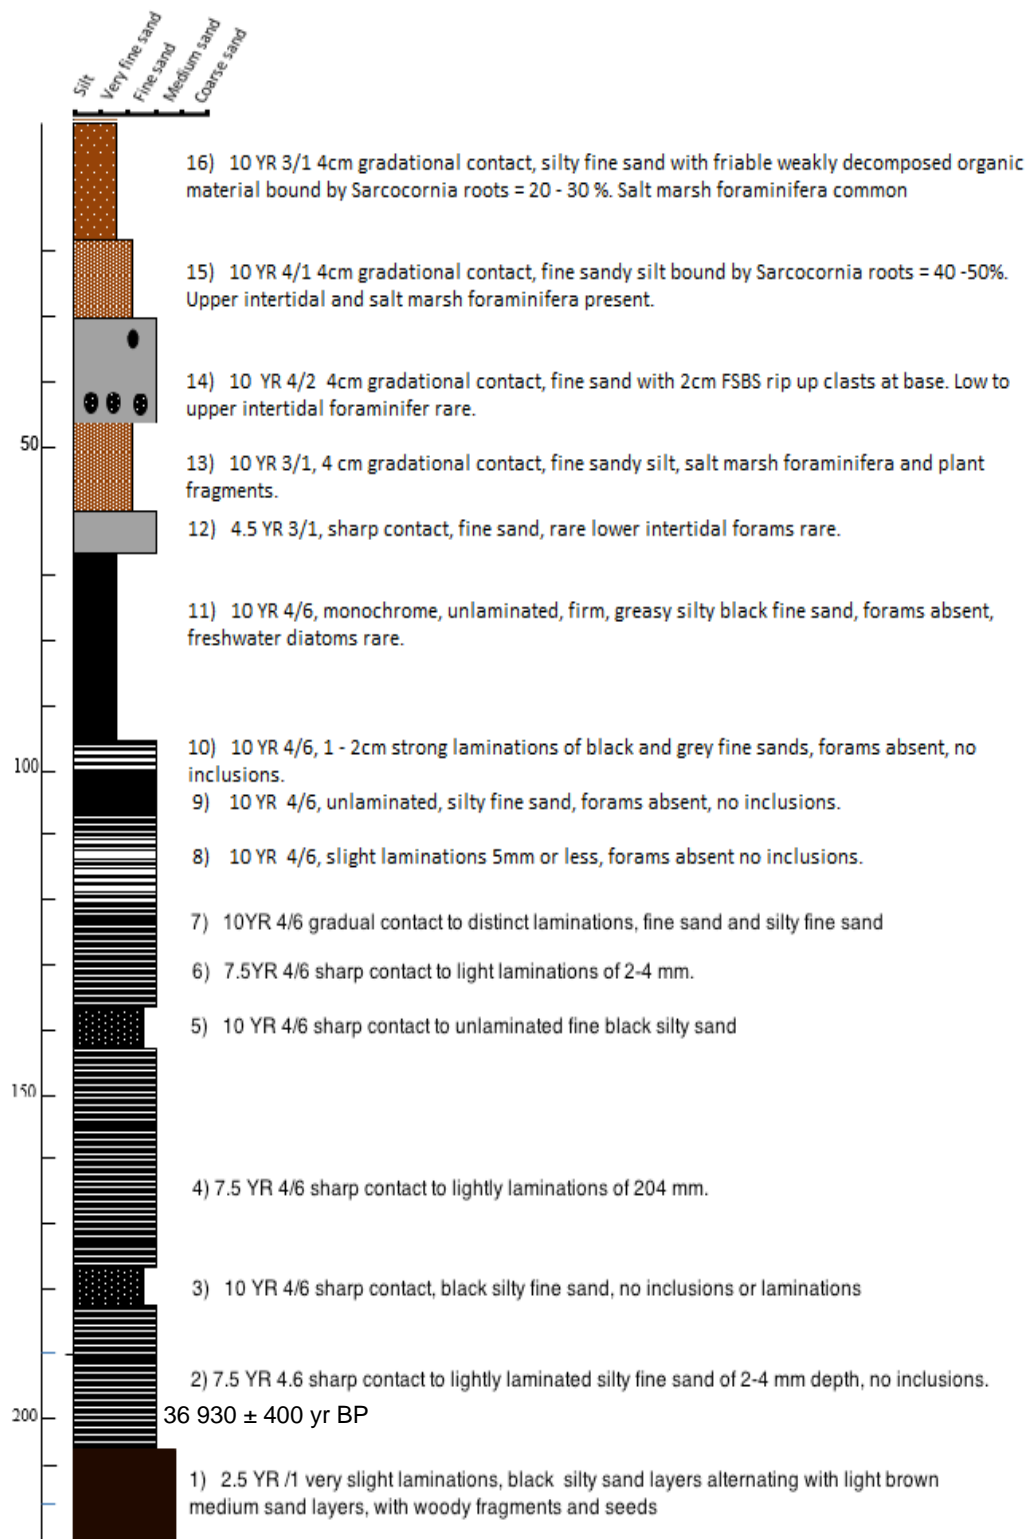 Silt
Very fine sand
Fine sand
Medium sand
Coarse sand
16) 10 YR 3/1 4cm gradational contact, silty fine sand with friable weakly decomposed organic
material bound by Sarcocornia roots = 20 - 30 %. Salt marsh foraminifera common
15) 10 YR 4/1 4cm gradational contact, fine sandy silt bound by Sarcocornia roots = 40 -50%.
Upper intertidal and salt marsh foraminifera present.
14) 10 YR 4/2 4cm gradational contact, fine sand with 2cm FSBS rip up clasts at base. Low to
upper intertidal foraminifer rare.
50
13) 10 YR 3/1, 4 cm gradational contact, fine sandy silt, salt marsh foraminifera and plant
fragments.
12) 4.5 YR 3/1, sharp contact, fine sand, rare lower intertidal forams rare.
11) 10 YR 4/6, monochrome, unlaminated, firm, greasy silty black fine sand, forams absent,
freshwater diatoms rare.
10) 10 YR 4/6, 1 - 2cm strong laminations of black and grey fine sands, forams absent, no
inclusions.
100
9) 10 YR 4/6, unlaminated, silty fine sand, forams absent, no inclusions.
8) 10 YR 4/6, slight laminations 5mm or less, forams absent no inclusions.
7) 10YR 4/6 gradual contact to distinct laminations, fine sand and silty fine sand
6) 7.5YR 4/6 sharp contact to light laminations of 2-4 mm.
5) 10 YR 4/6 sharp contact to unlaminated fine black silty sand
150
4) 7.5 YR 4/6 sharp contact to lightly laminations of 204 mm.
3) 10 YR 4/6 sharp contact, black silty fine sand, no inclusions or laminations
2) 7.5 YR 4.6 sharp contact to lightly laminated silty fine sand of 2-4 mm depth, no inclusions.
200
36 930 ± 400 yr BP
1) 2.5 YR /1 very slight laminations, black silty sand layers alternating with light brown
medium sand layers, with woody fragments and seeds